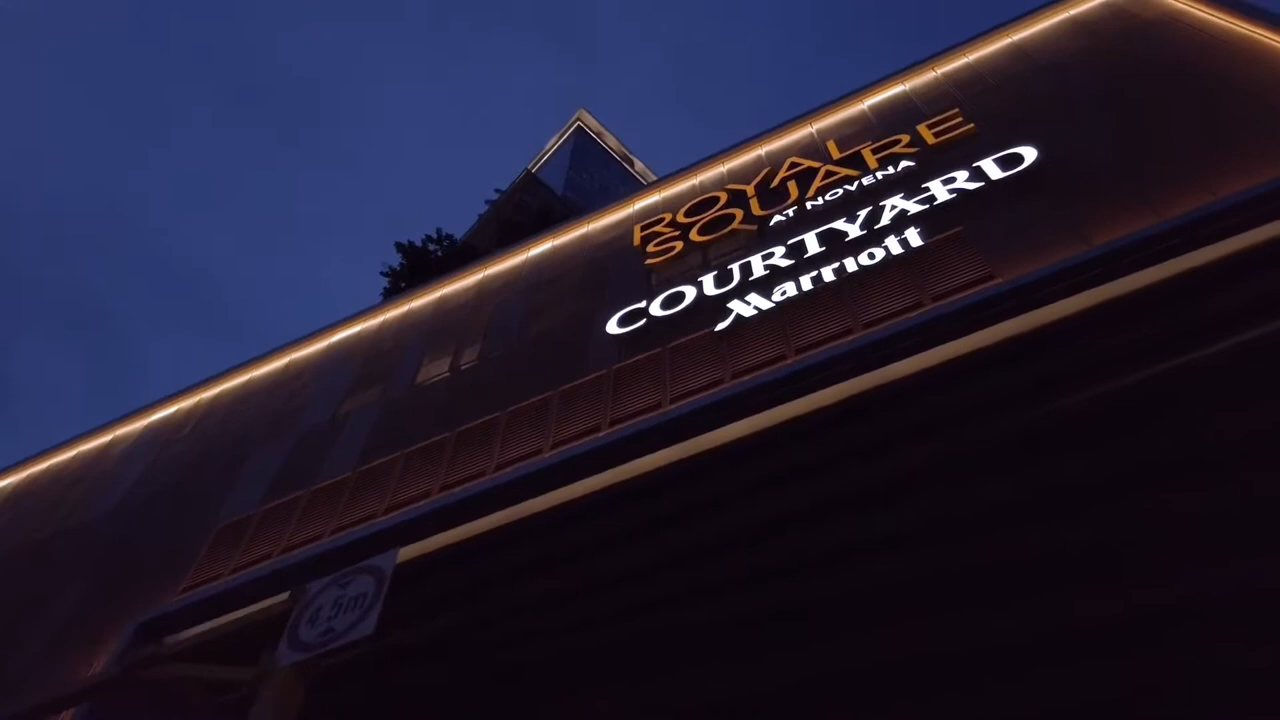 ROYAL
SQUARE
AT NOVENA
COURTYARD
Marriott
4.5m